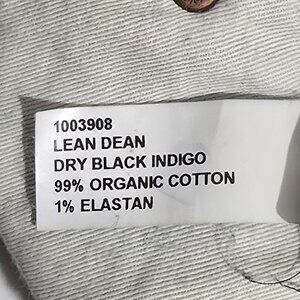 1003908
LEAN DEAN
DRY BLACK INDIGO
99% ORGANIC COTTON
1% ELASTAN